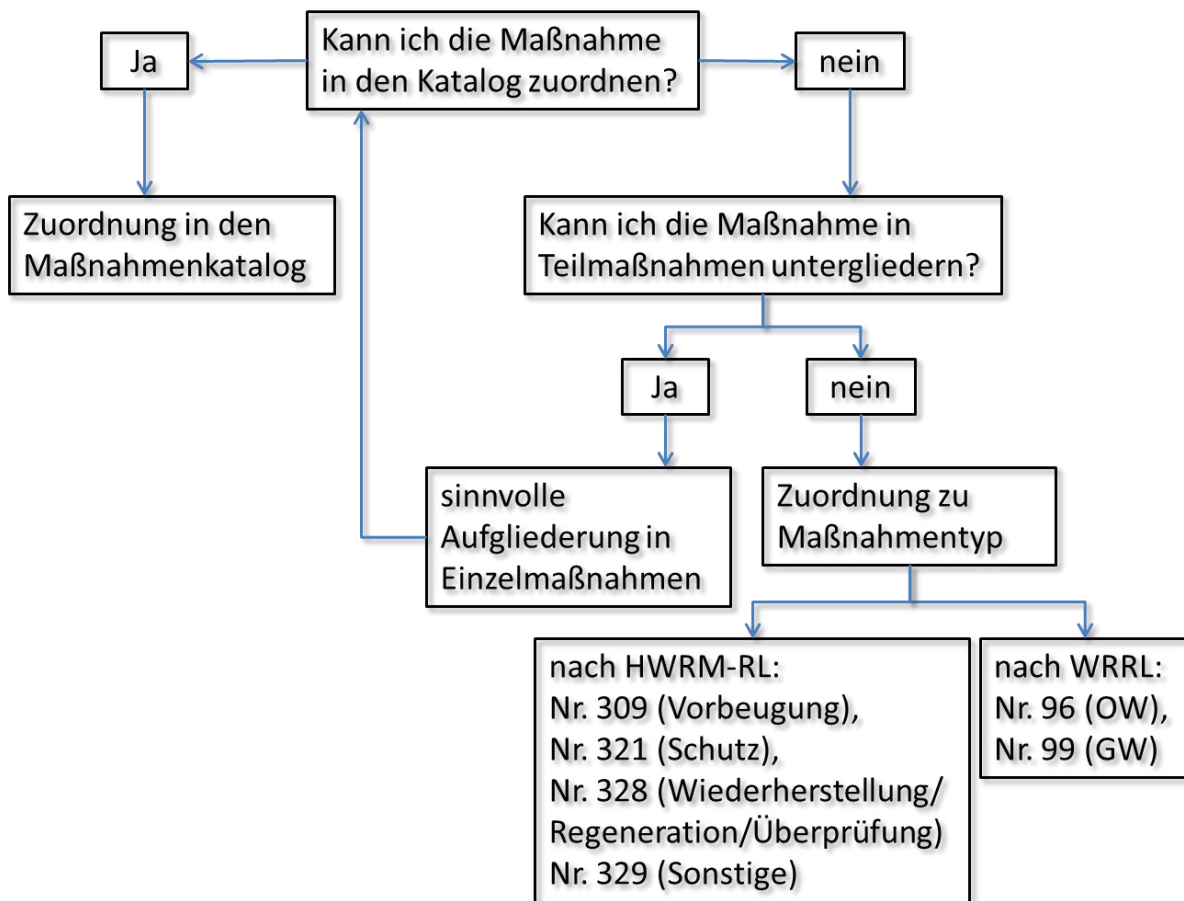 Kann ich die Maßnahme
in den Katalog zuordnen?
Ja
nein
Zuordnung in den
Maßnahmenkatalog
Kann ich die Maßnahme in
Teilmaßnahmen untergliedern?
Ja
nein
sinnvolle
Aufgliederung in
Einzelmaßnahmen
Zuordnung zu
Maßnahmentyp
nach HWRM-RL:
Nr. 309 (Vorbeugung),
Nr. 321 (Schutz),
Nr. 328 (Wiederherstellung/
Regeneration/Überprüfung)
Nr. 329 (Sonstige)
nach WRRL:
Nr. 96 (OW),
Nr. 99 (GW)